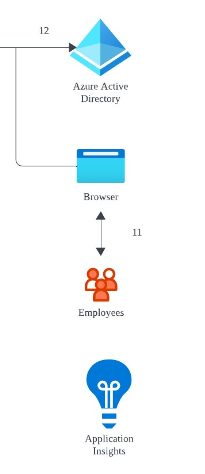 12
Azure Active
Directory
Browser
11
Employees
Application
Insights